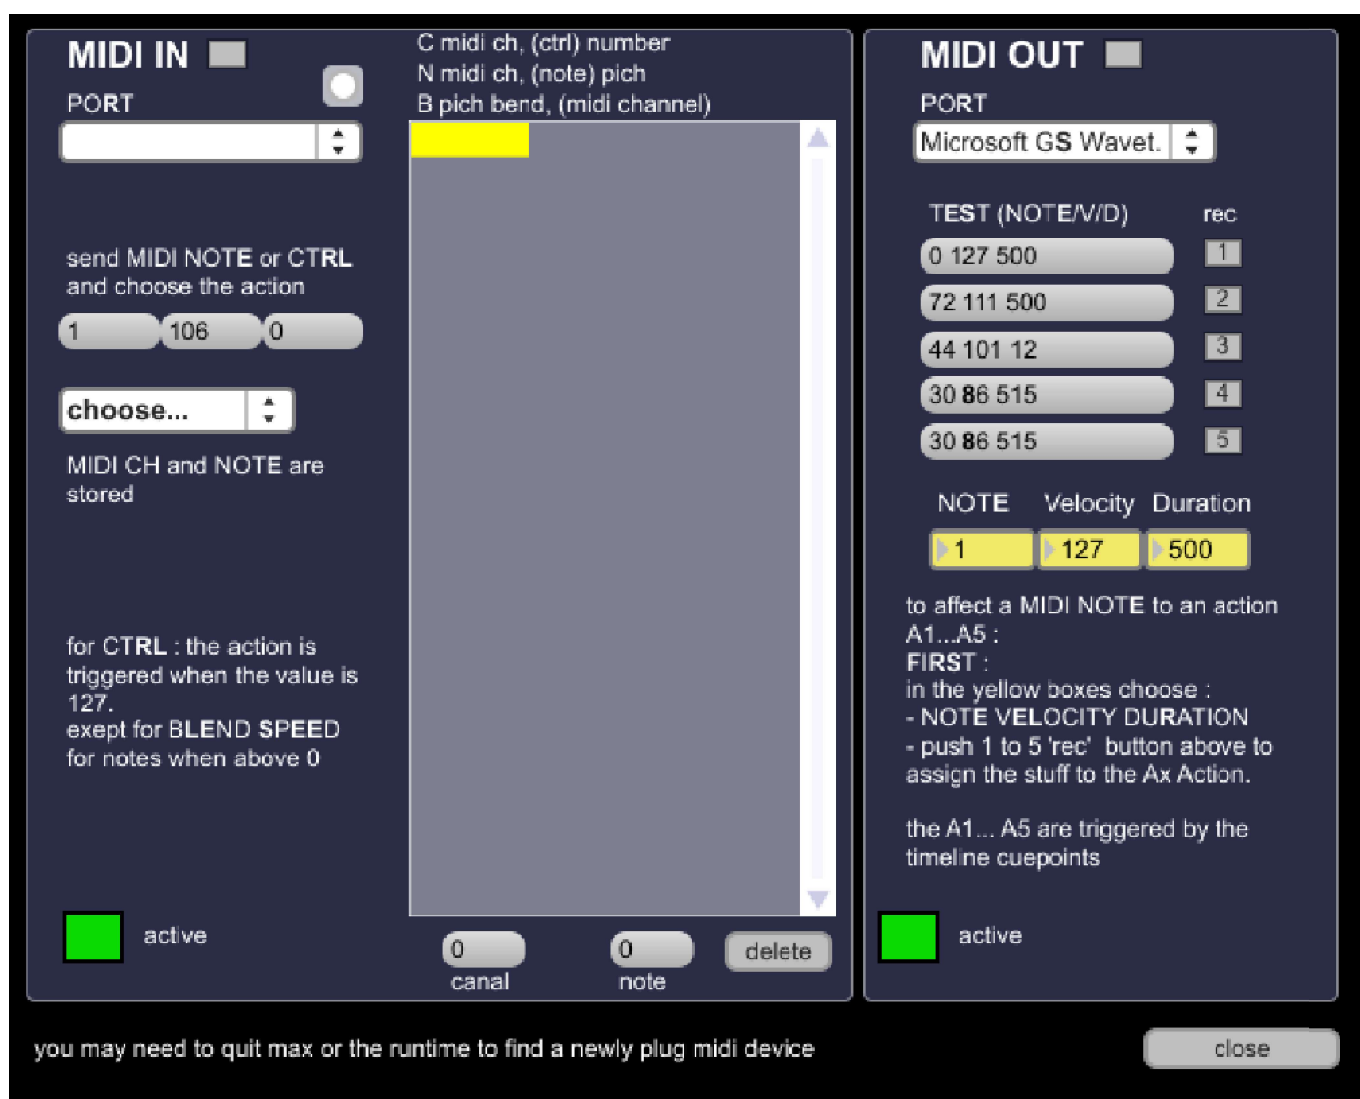 MIDI IN
PORT
send MIDI NOTE or CTRL
and choose the action
1 106 0
choose...
MIDI CH and NOTE are
stored
for CTRL : the action is
triggered when the value is
127.
exept for BLEND SPEED
for notes when above 0
active
C midi ch, (ctrl) number
N midi ch, (note) pich
B pich bend, (midi channel)
0 0 delete
canal note
MIDI OUT
PORT
Microsoft GS Wavet.
TEST (NOTE/V/D) rec
0 127 500 1
72 111 500 2
44 101 12 3
30 86 515 4
30 86 515 5
NOTE Velocity Duration
1 127 500
to affect a MIDI NOTE to an action
A1...A5 :
FIRST :
in the yellow boxes choose :
- NOTE VELOCITY DURATION
- push 1 to 5 'rec' button above to
assign the stuff to the Ax Action.
the A1... A5 are triggered by the
timeline cuepoints
active
you may need to quit max or the runtime to find a newly plug midi device
close